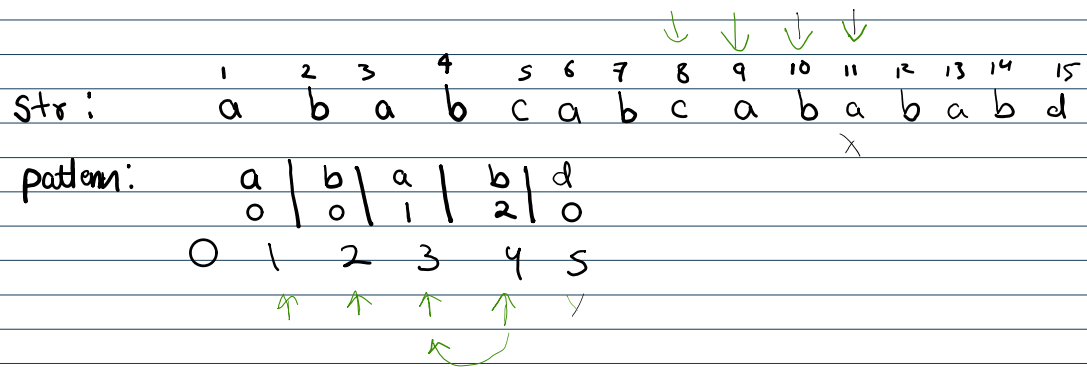 1 2 3 4 5 6 7 8 9 10 11 12 13 14 15
Str: a b a b c a b c a b a b a b d
x
pattern: a | b | a | b | d
0 | 0 | 1 | 2 | 0
0 1 2 3 4 5